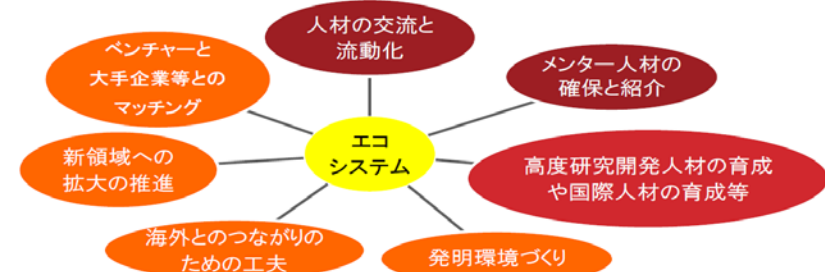 人材の交流と
流動化
ベンチャーと
大手企業等との
マッチング
メンター人材の
確保と紹介
エコ
システム
新領域への
拡大の推進
高度研究開発人材の育成
や国際人材の育成等
海外とのつながりの
ための工夫
発明環境づくり